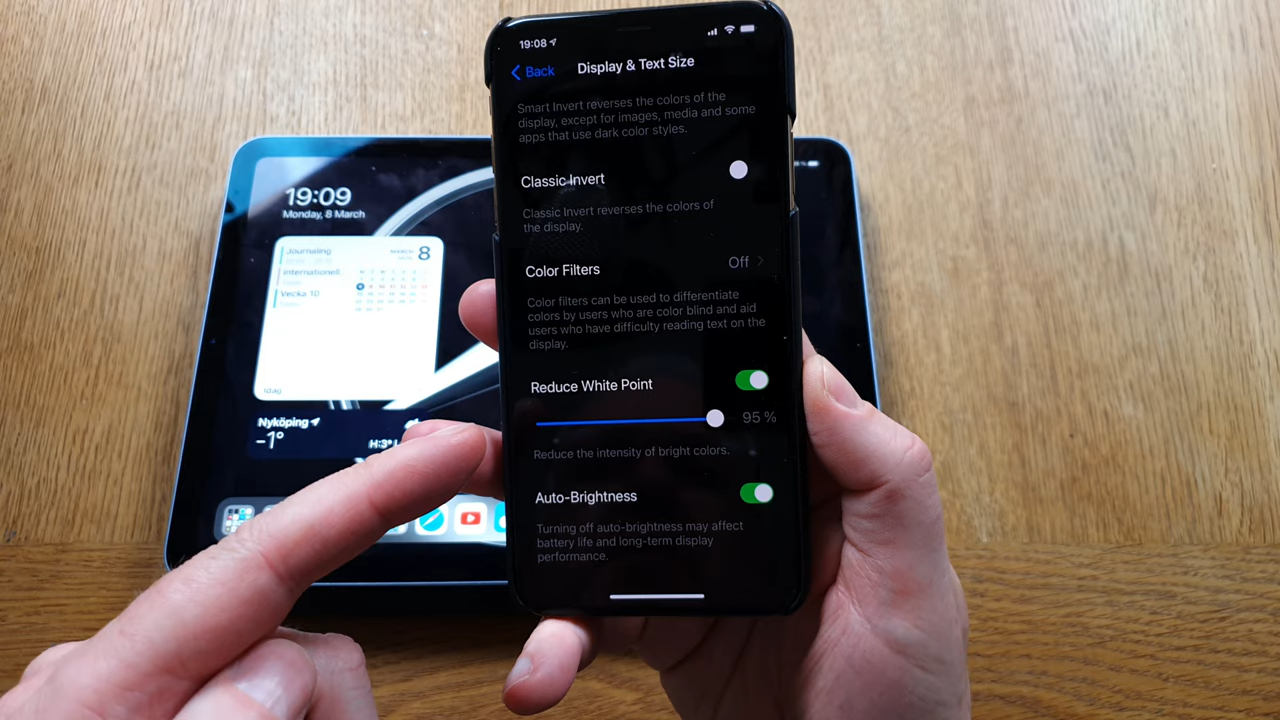 19:08
Back
Display & Text Size
Smart Invert reverses the colors of the
display, except for images, media and some
apps that use dark color styles.
Classic Invert
Classic Invert reverses the colors of
the display.
Color Filters
Off
Color filters can be used to differentiate
colors by users who are color blind and aid
users who have difficulty reading text on the
display.
Reduce White Point
95 %
Reduce the intensity of bright colors.
Auto-Brightness
Turning off auto-brightness may affect
battery life and long-term display
performance.
19:09
Monday, 8 March
Journaling
MARCH
8
Internationell
Vecka 10
Idag
Nyköping
-1°
H:3°